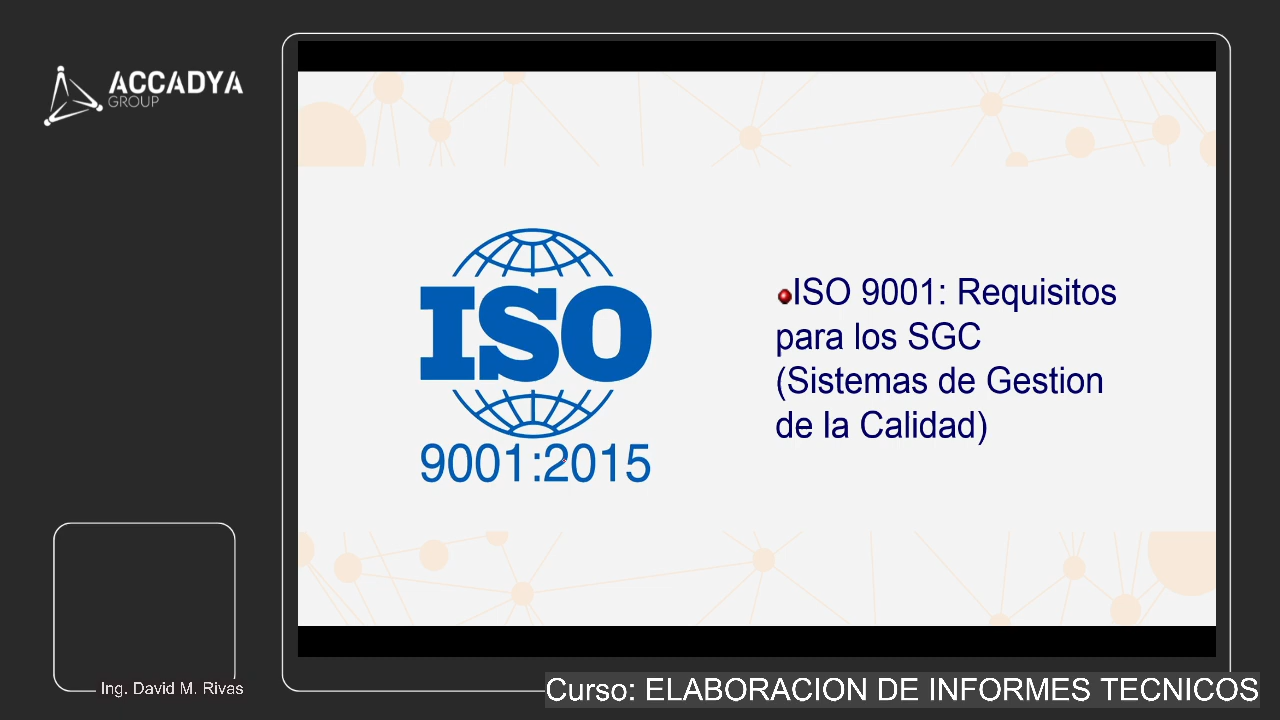 ACCADYA
GROUP
ISO
9001:2015
ISO 9001: Requisitos
para los SGC
(Sistemas de Gestion
de la Calidad)
Ing. David M. Rivas
Curso: ELABORACION DE INFORMES TECNICOS